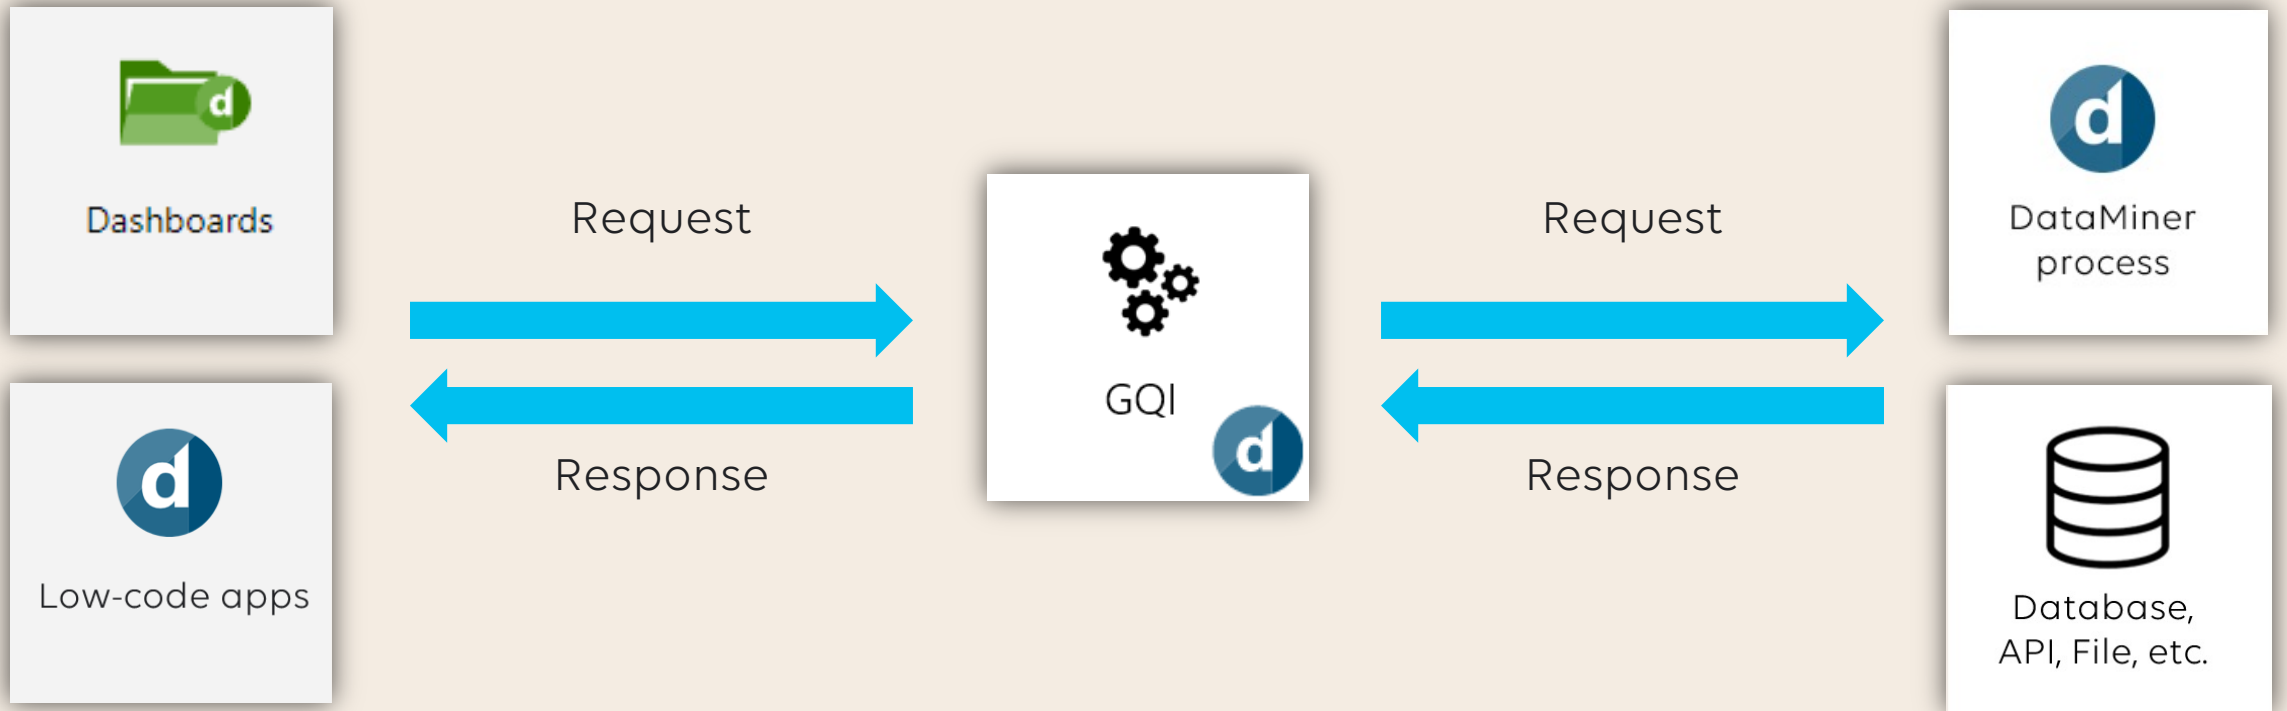 Dashboards
Low-code apps
Request
Response
GQI
Request
Response
DataMiner
process
Database,
API, File, etc.